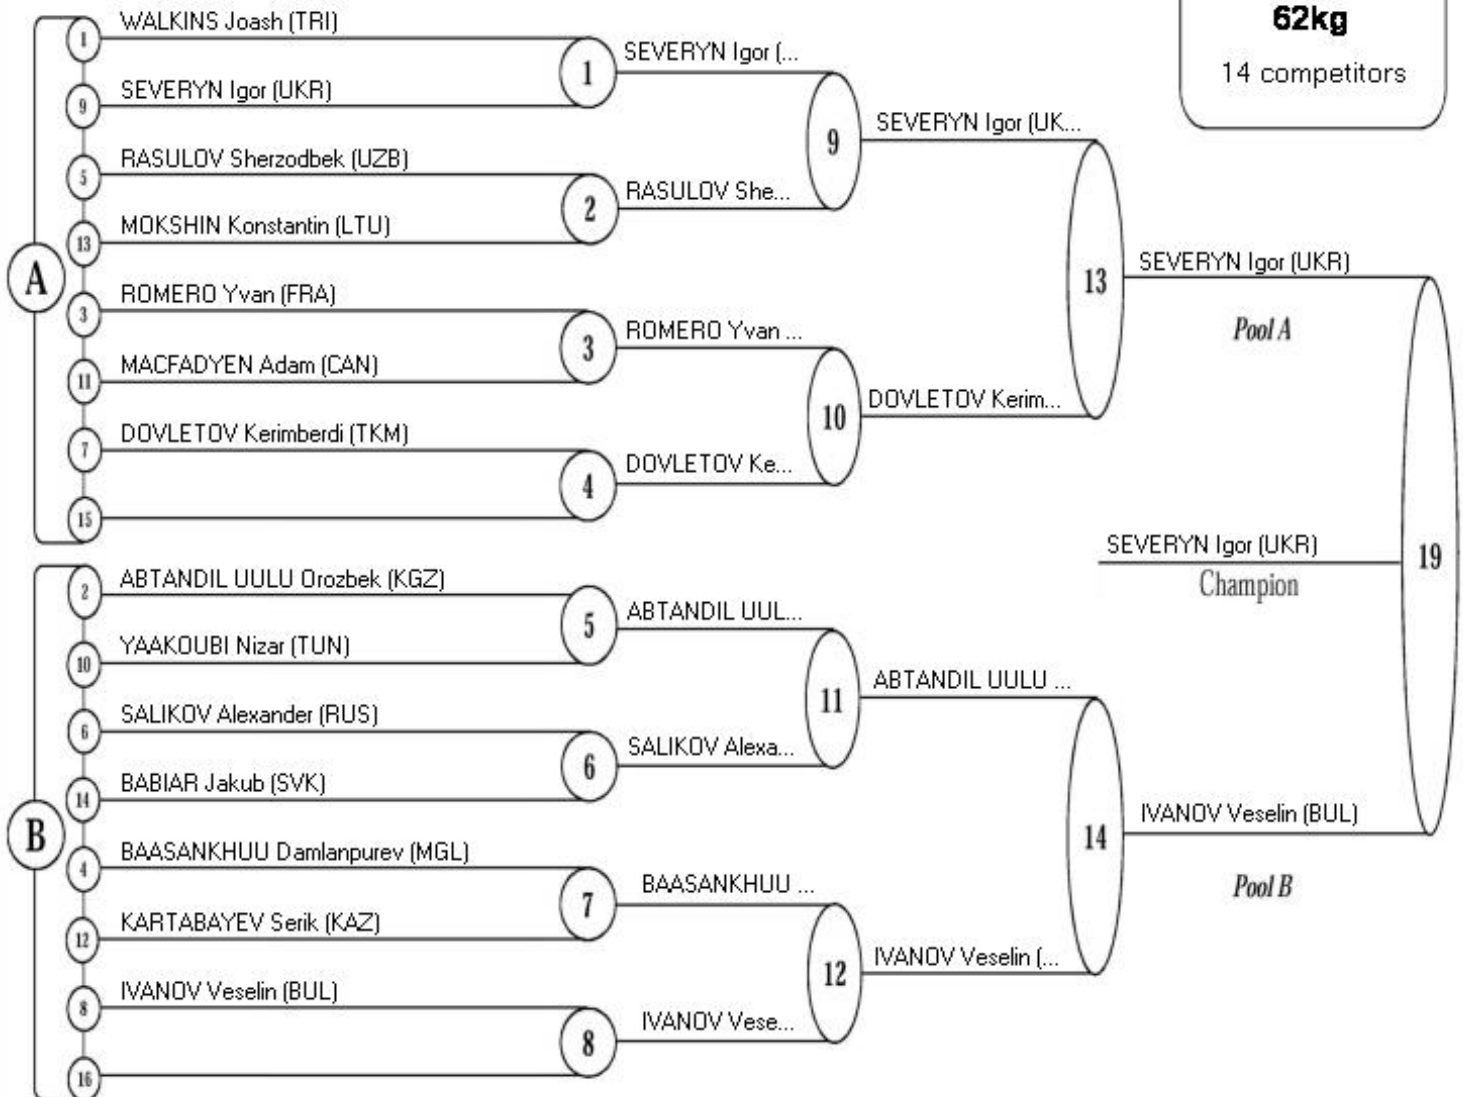 62kg
14 competitors
A
1 WALKINS Joash (TRI)
9 SEVERYN Igor (UKR)
5 RASULOV Sherzodbek (UZB)
13 MOKSHIN Konstantin (LTU)
3 ROMERO Yvan (FRA)
11 MACFADYEN Adam (CAN)
7 DOVLETOV Kerimberdi (TKM)
15
B
2 ABTANDIL UULU Orozbek (KGZ)
10 YAAKOUBI Nizar (TUN)
6 SALIKOV Alexander (RUS)
14 BABIAR Jakub (SVK)
4 BAASANKHUU Damlanpurev (MGL)
12 KARTABAYEV Serik (KAZ)
8 IVANOV Veselin (BUL)
16
1 SEVERYN Igor (...
2 RASULOV She...
3 ROMERO Yvan ...
4 DOVLETOV Ke...
5 ABTANDIL UUL...
6 SALIKOV Alexa...
7 BAASANKHUU ...
8 IVANOV Vese...
9 SEVERYN Igor (UK...
10 DOVLETOV Kerim...
11 ABTANDIL UULU ...
12 IVANOV Veselin (...
13 SEVERYN Igor (UKR)
Pool A
14 IVANOV Veselin (BUL)
Pool B
SEVERYN Igor (UKR) 19
Champion